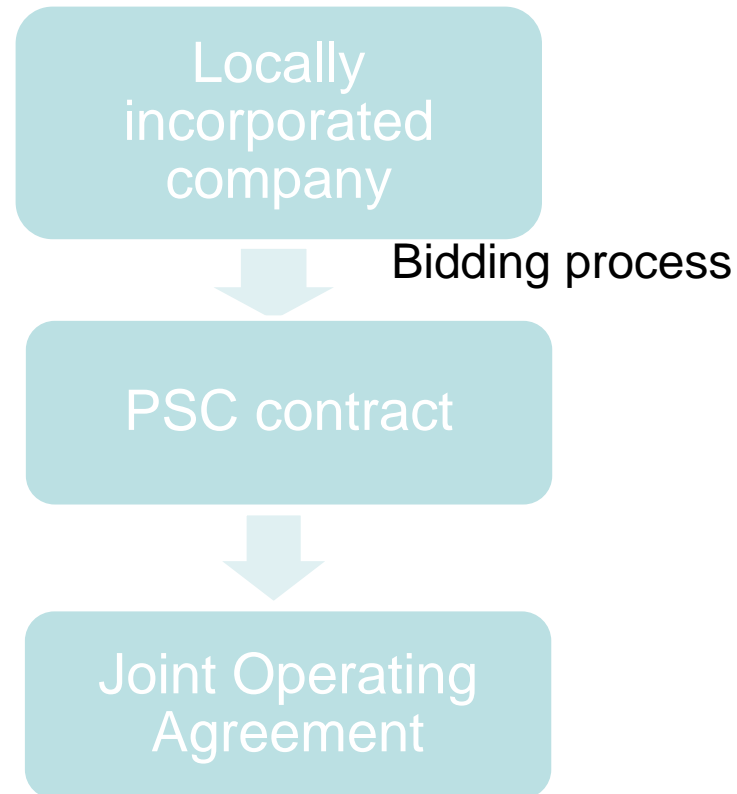 Locally
incorporated
company
Bidding process
PSC contract
Joint Operating
Agreement